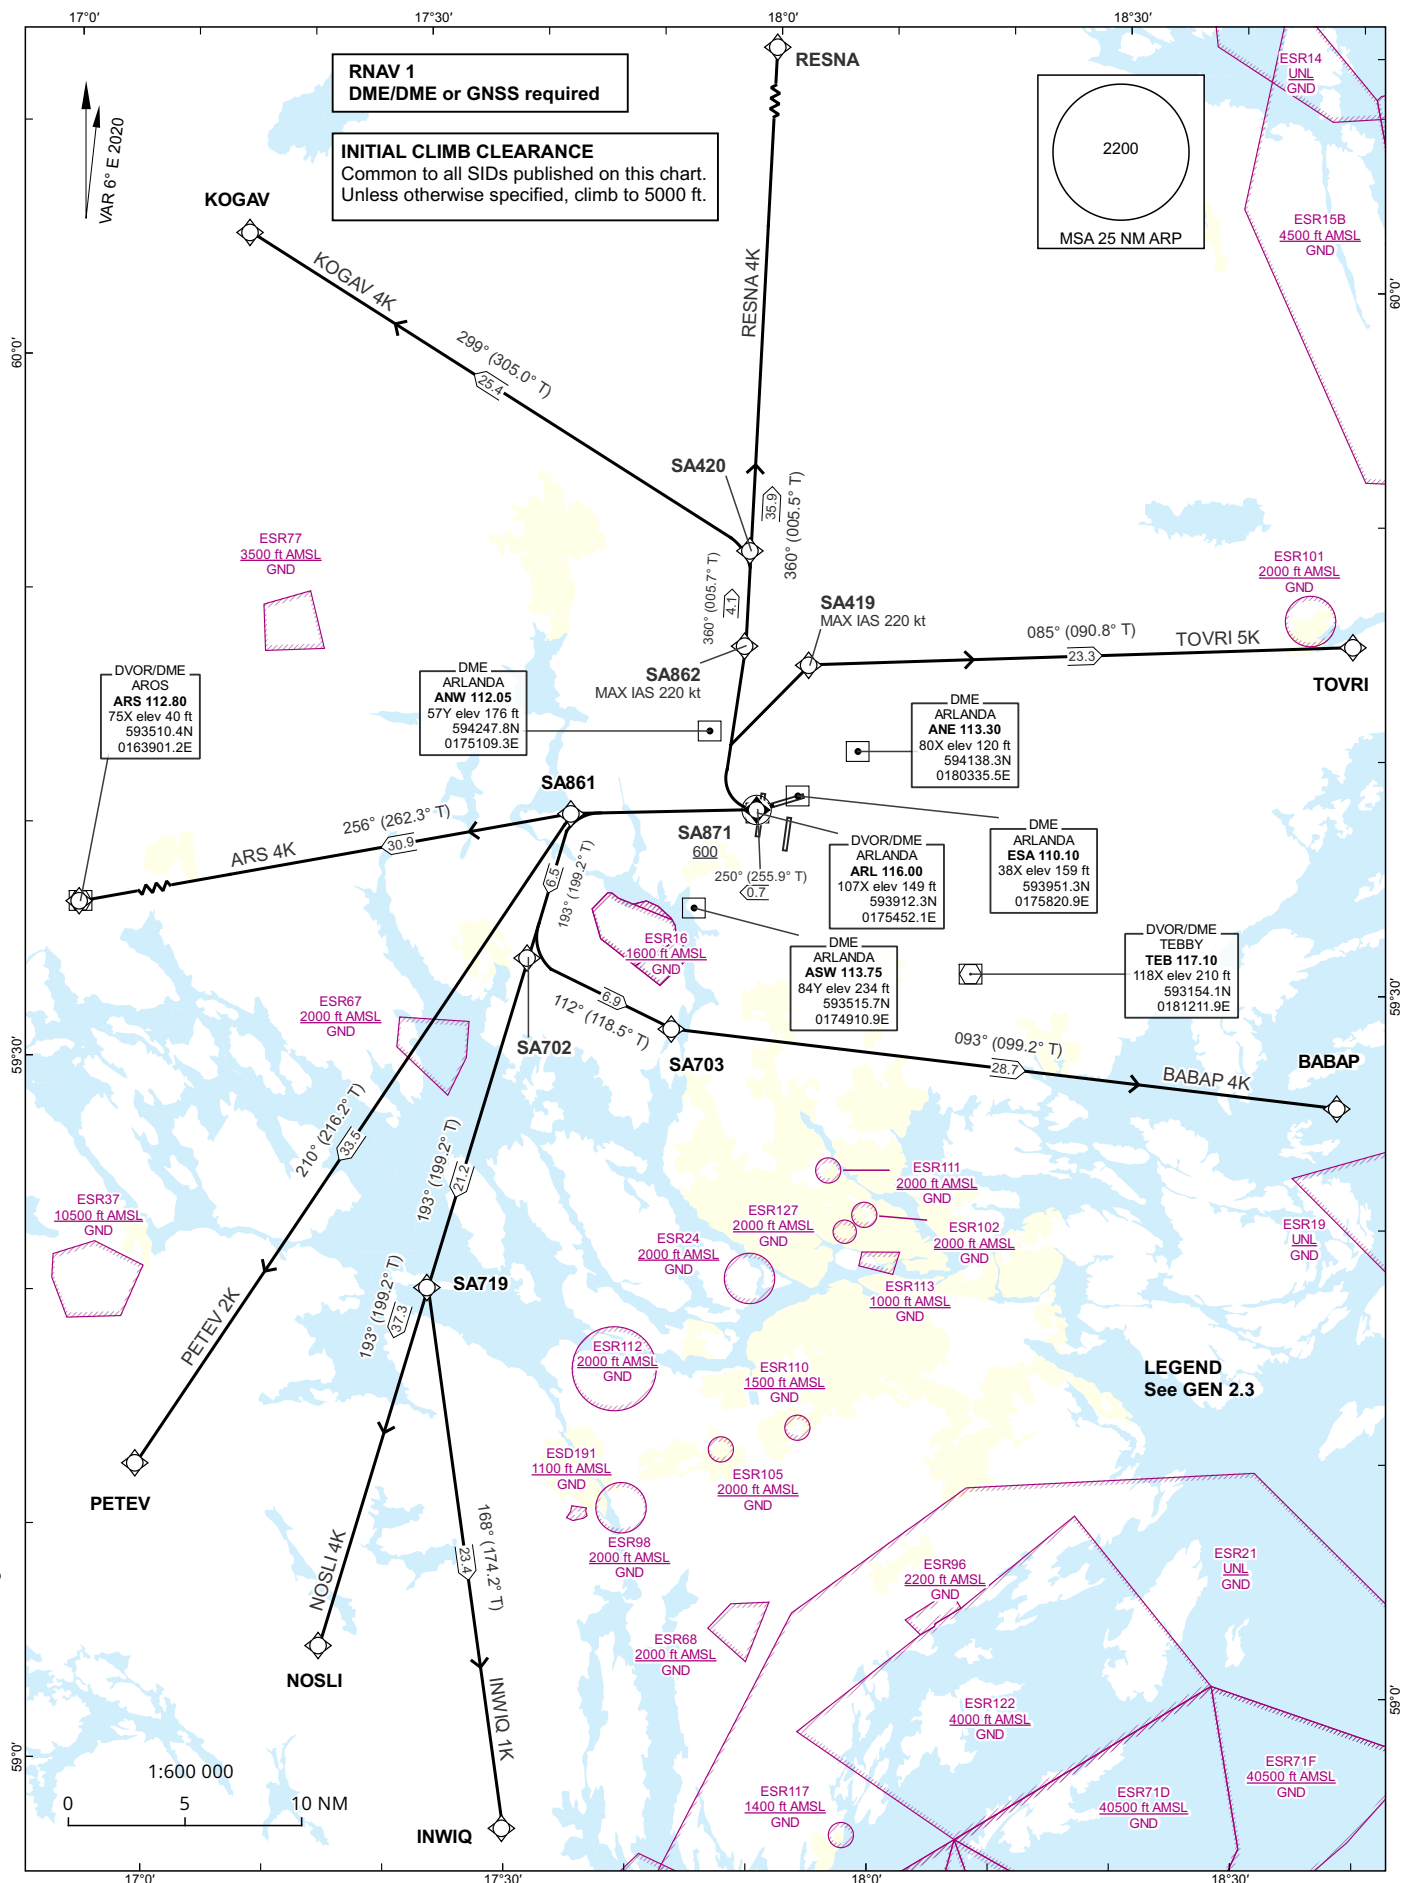 17°0'
17°30'
18°0'
18°30'
RNAV 1
DME/DME or GNSS required
INITIAL CLIMB CLEARANCE
Common to all SIDs published on this chart.
Unless otherwise specified, climb to 5000 ft.
VAR 6° E 2020
RESNA
2200
MSA 25 NM ARP
ESR14
UNL
GND
ESR15B
4500 ft AMSL
GND
KOGAV
KOGAV 4K
299° (305.0° T)
25.4
RESNA 4K
60°0'
60°0'
SA420
35.9
360° (005.5° T)
ESR77
3500 ft AMSL
GND
360° (005.7° T)
4.1
ESR101
2000 ft AMSL
GND
SA419
MAX IAS 220 kt
085° (090.8° T)
23.3
TOVRI 5K
TOVRI
SA862
MAX IAS 220 kt
DVOR/DME
AROS
ARS 112.80
75X elev 40 ft
593510.4N
0163901.2E
DME
ARLANDA
ANW 112.05
57Y elev 176 ft
594247.8N
0175109.3E
DME
ARLANDA
ANE 113.30
80X elev 120 ft
594138.3N
0180335.5E
SA861
256° (262.3° T)
30.9
ARS 4K
SA871
600
250° (255.9° T)
0.7
DVOR/DME
ARLANDA
ARL 116.00
107X elev 149 ft
593912.3N
0175452.1E
DME
ARLANDA
ESA 110.10
38X elev 159 ft
593951.3N
0175820.9E
6.5
193° (199.2° T)
ESR16
1600 ft AMSL
GND
DME
ARLANDA
ASW 113.75
84Y elev 234 ft
593515.7N
0174910.9E
DVOR/DME
TEBBY
TEB 117.10
118X elev 210 ft
593154.1N
0181211.9E
ESR67
2000 ft AMSL
GND
SA702
6.9
112° (118.5° T)
SA703
093° (099.2° T)
28.7
BABAP 4K
BABAP
59°30'
59°30'
210° (216.2° T)
33.5
193° (199.2° T)
21.2
ESR37
10500 ft AMSL
GND
ESR111
2000 ft AMSL
GND
ESR127
2000 ft AMSL
GND
ESR102
2000 ft AMSL
GND
ESR24
2000 ft AMSL
GND
ESR113
1000 ft AMSL
GND
ESR19
UNL
GND
SA719
193° (199.2° T)
37.3
PETEV 2K
PETEV
ESR112
2000 ft AMSL
GND
ESR110
1500 ft AMSL
GND
LEGEND
See GEN 2.3
ESD191
1100 ft AMSL
GND
ESR105
2000 ft AMSL
GND
ESR98
2000 ft AMSL
GND
168° (174.2° T)
23.4
NOSLI 4K
NOSLI
INWIQ 1K
INWIQ
ESR96
2200 ft AMSL
GND
ESR21
UNL
GND
ESR68
2000 ft AMSL
GND
ESR122
4000 ft AMSL
GND
59°0'
59°0'
ESR117
1400 ft AMSL
GND
ESR71D
40500 ft AMSL
GND
ESR71F
40500 ft AMSL
GND
1:600 000
0
5
10 NM
17°0'
17°30'
18°0'
18°30'